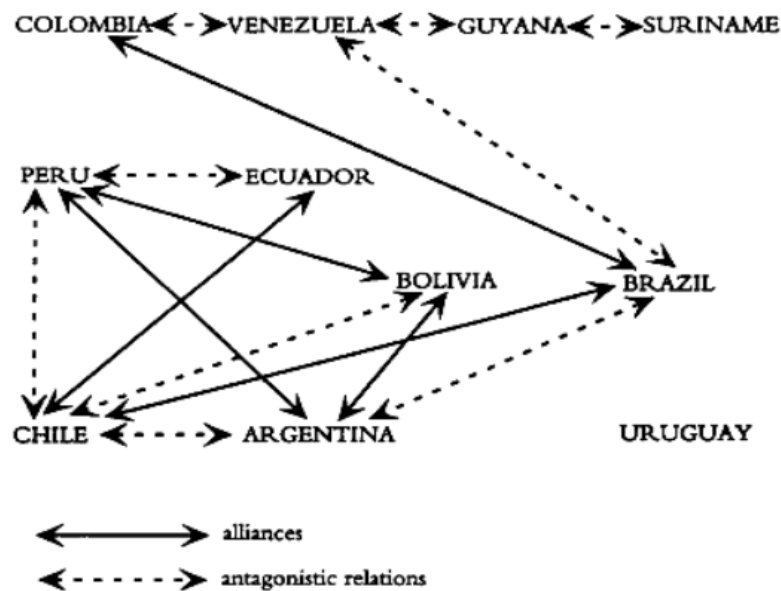 COLOMBIA VENEZUELA GUYANA SURINAME
PERU ECUADOR
BOLIVIA BRAZIL
CHILE ARGENTINA URUGUAY
alliances
antagonistic relations